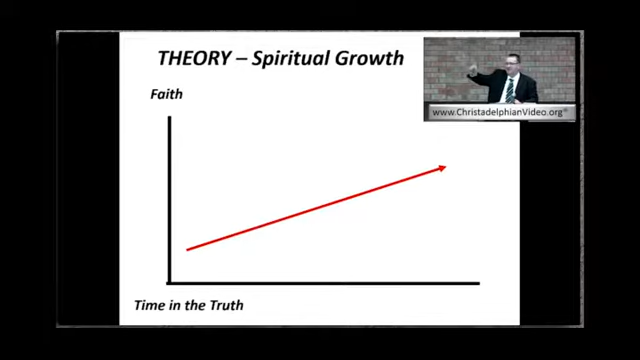 THEORY – Spiritual Growth
Faith
www.ChristadelphianVideo.org
Time in the Truth